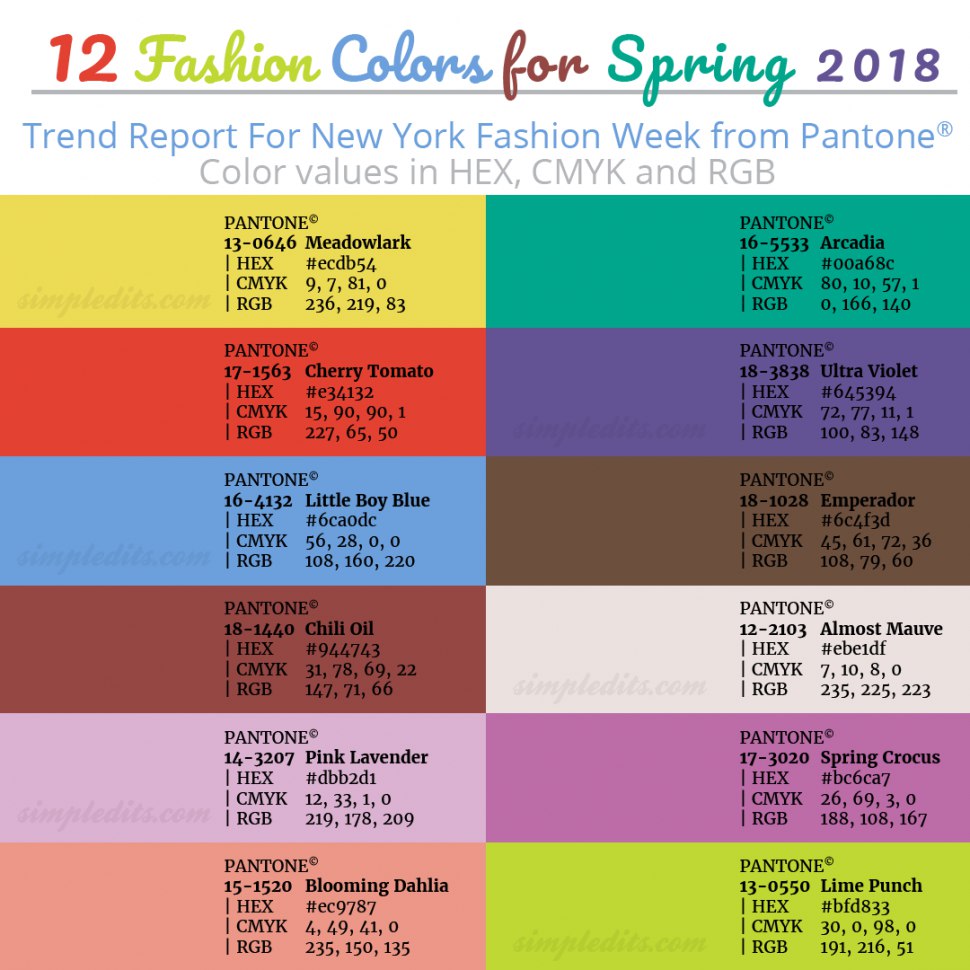 12 Fashion Colors for Spring 2018
Trend Report For New York Fashion Week from Pantone®
Color values in HEX, CMYK and RGB
PANTONE©
13-0646 Meadowlark
| HEX #ecdb54
| CMYK 9, 7, 81, 0
| RGB 236, 219, 83
simpledits.com
PANTONE©
16-5533 Arcadia
| HEX #00a68c
| CMYK 80, 10, 57, 1
| RGB 0, 166, 140
PANTONE©
17-1563 Cherry Tomato
| HEX #e34132
| CMYK 15, 90, 90, 1
| RGB 227, 65, 50
PANTONE©
18-3838 Ultra Violet
| HEX #645394
| CMYK 72, 77, 11, 1
| RGB 100, 83, 148
simpledits.com
PANTONE©
16-4132 Little Boy Blue
| HEX #6ca0dc
| CMYK 56, 28, 0, 0
| RGB 108, 160, 220
simpledits.com
PANTONE©
18-1028 Emperador
| HEX #6c4f3d
| CMYK 45, 61, 72, 36
| RGB 108, 79, 60
PANTONE©
18-1440 Chili Oil
| HEX #944743
| CMYK 31, 78, 69, 22
| RGB 147, 71, 66
PANTONE©
12-2103 Almost Mauve
| HEX #ebe1df
| CMYK 7, 10, 8, 0
| RGB 235, 225, 223
simpledits.com
PANTONE©
14-3207 Pink Lavender
| HEX #dbb2d1
| CMYK 12, 33, 1, 0
| RGB 219, 178, 209
simpledits.com
PANTONE©
17-3020 Spring Crocus
| HEX #bc6ca7
| CMYK 26, 69, 3, 0
| RGB 188, 108, 167
PANTONE©
15-1520 Blooming Dahlia
| HEX #ec9787
| CMYK 4, 49, 41, 0
| RGB 235, 150, 135
PANTONE©
13-0550 Lime Punch
| HEX #bfd833
| CMYK 30, 0, 98, 0
| RGB 191, 216, 51
simpledits.com